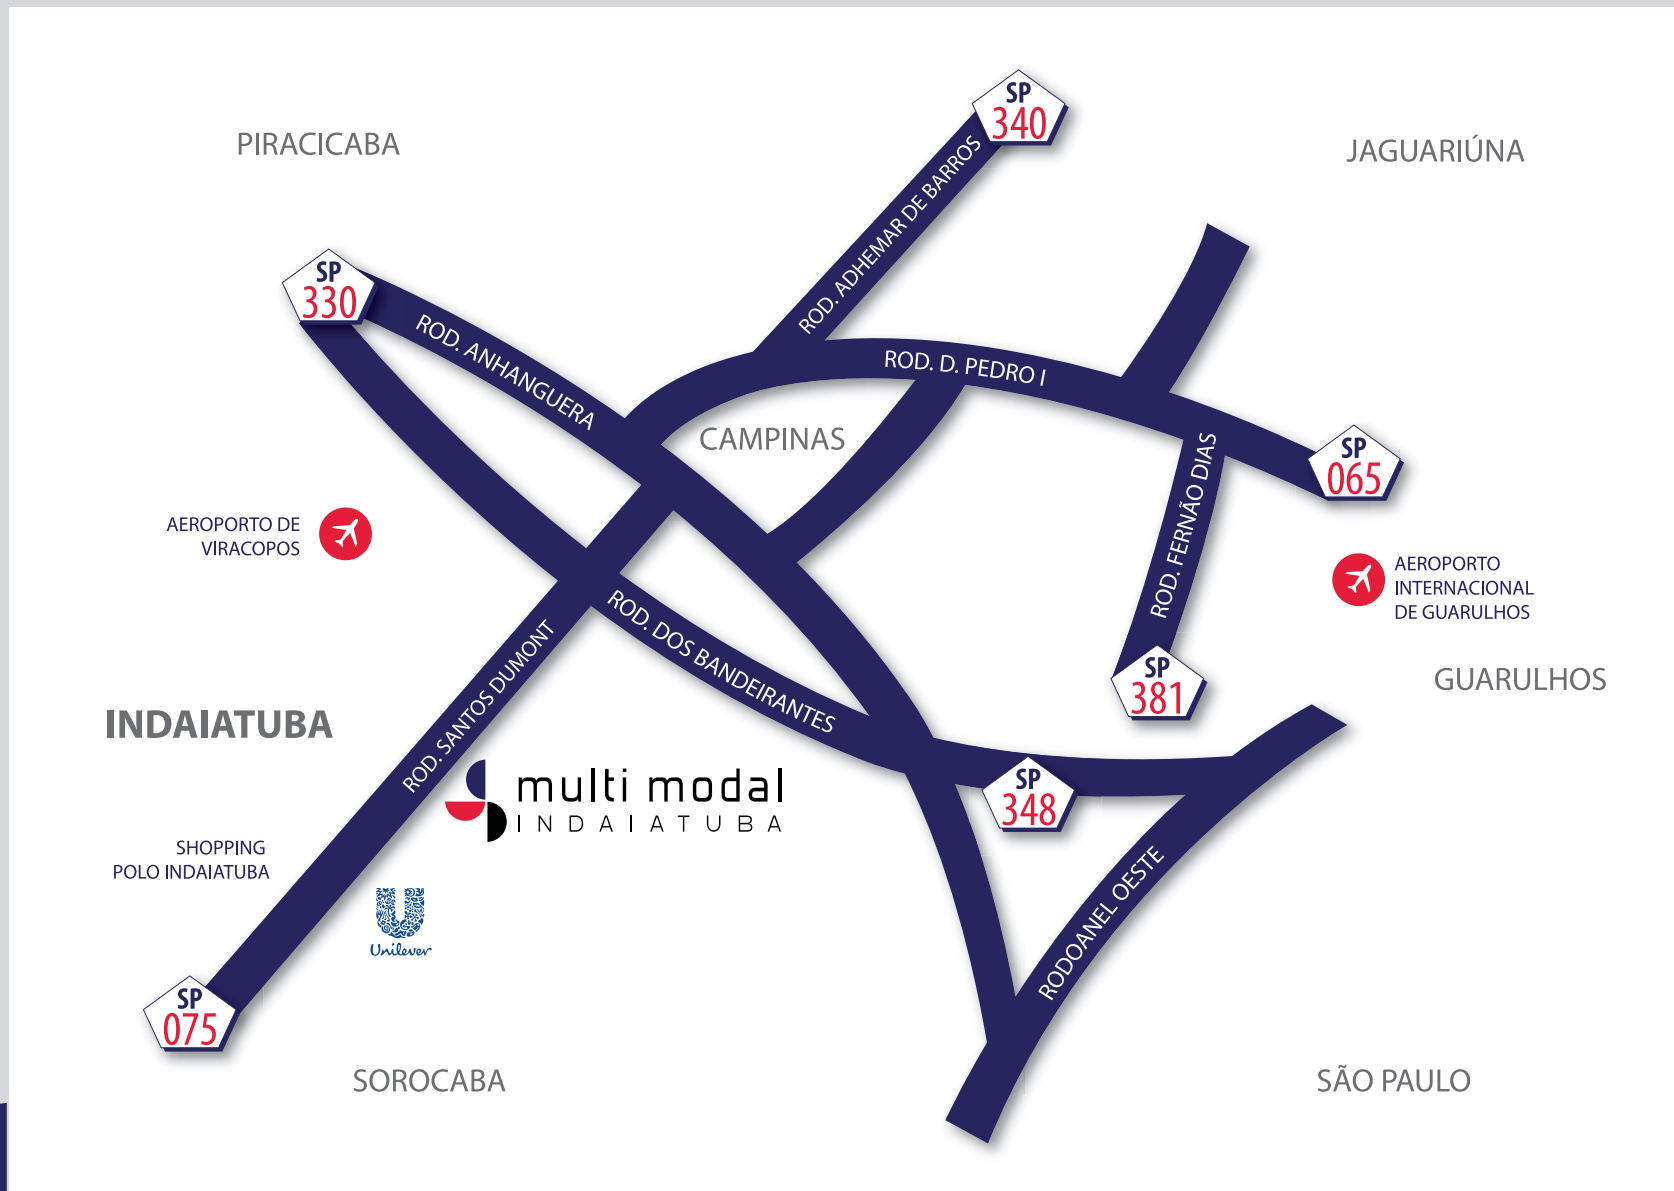 SP
340
PIRACICABA
JAGUARIÚNA
ROD. ADHEMAR DE BARROS
SP
330
ROD. ANHANGUERA
ROD. D. PEDRO I
CAMPINAS
SP
065
ROD. FERNÃO DIAS
AEROPORTO DE
VIRACOPOS
AEROPORTO
INTERNACIONAL
DE GUARULHOS
ROD. DOS BANDEIRANTES
ROD. SANTOS DUMONT
SP
381
GUARULHOS
INDAIATUBA
multi modal
INDAIATUBA
SP
348
SHOPPING
POLO INDAIATUBA
RODOANEL OESTE
Unilever
SP
075
SOROCABA
SÃO PAULO